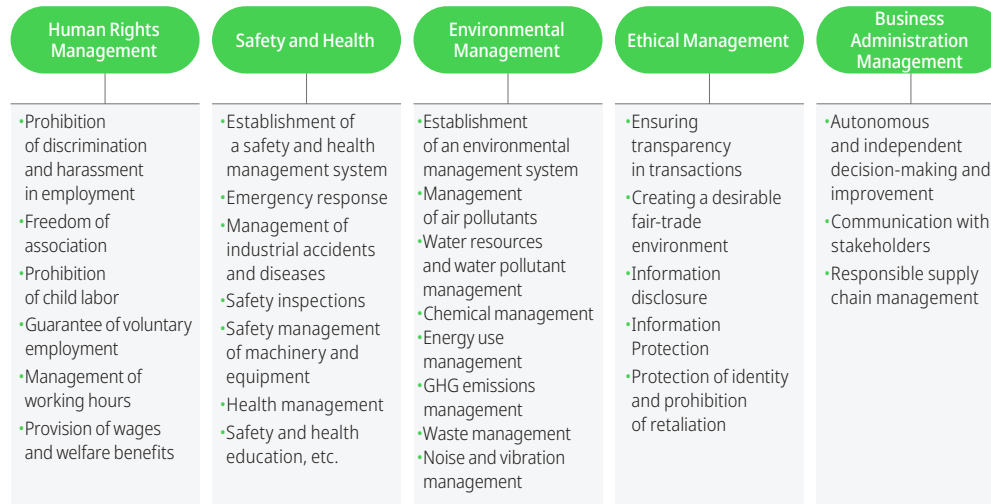 Human Rights
Management
•Prohibition
of discrimination
and harassment
in employment
•Freedom of
association
•Prohibition
of child labor
•Guarantee of voluntary
employment
•Management of
working hours
•Provision of wages
and welfare benefits
Safety and Health
•Establishment of
a safety and health
management system
•Emergency response
•Management of
industrial accidents
and diseases
•Safety inspections
•Safety management
of machinery and
equipment
•Health management
•Safety and health
education, etc.
Environmental
Management
•Establishment
of an environmental
management system
•Management
of air pollutants
•Water resources
and water pollutant
management
•Chemical management
•Energy use
management
•GHG emissions
management
•Waste management
•Noise and vibration
management
Ethical Management
•Ensuring
transparency
in transactions
•Creating a desirable
fair-trade
environment
•Information
disclosure
•Information
Protection
•Protection of identity
and prohibition
of retaliation
Business
Administration
Management
•Autonomous
and independent
decision-making and
improvement
•Communication with
stakeholders
•Responsible supply
chain management